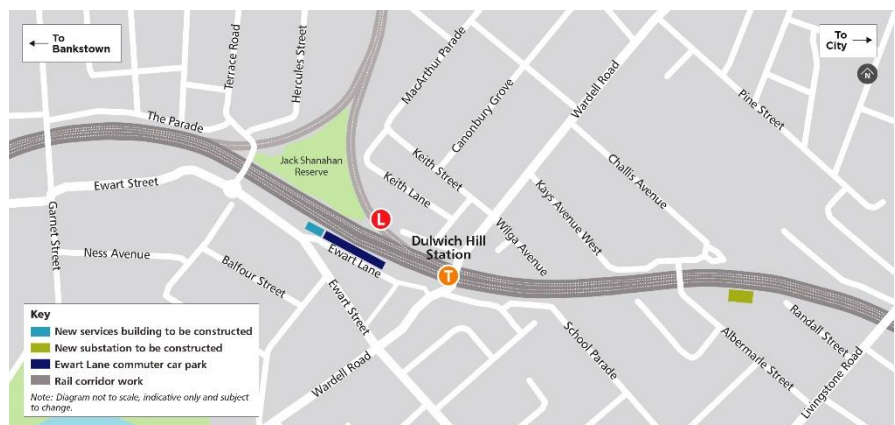 To
Bankstown
To
City
N
Terrace Road
Hercules Street
MacArthur Parade
Canonbury Grove
Wardell Road
Pine Street
The Parade
Jack Shanahan
Reserve
Keith Street
Keith Lane
Challis Avenue
Kays Avenue West
Wilga Avenue
Ewart Street
Garnet Street
L
Dulwich Hill
Station
T
Ness Avenue
Balfour Street
Ewart Lane
Ewart Street
Wardell Road
School Parade
Albermarle Street
Randall Street
Livingstone Road
Key
New services building to be constructed
New substation to be constructed
Ewart Lane commuter car park
Rail corridor work
Note: Diagram not to scale, indicative only and subject
to change.